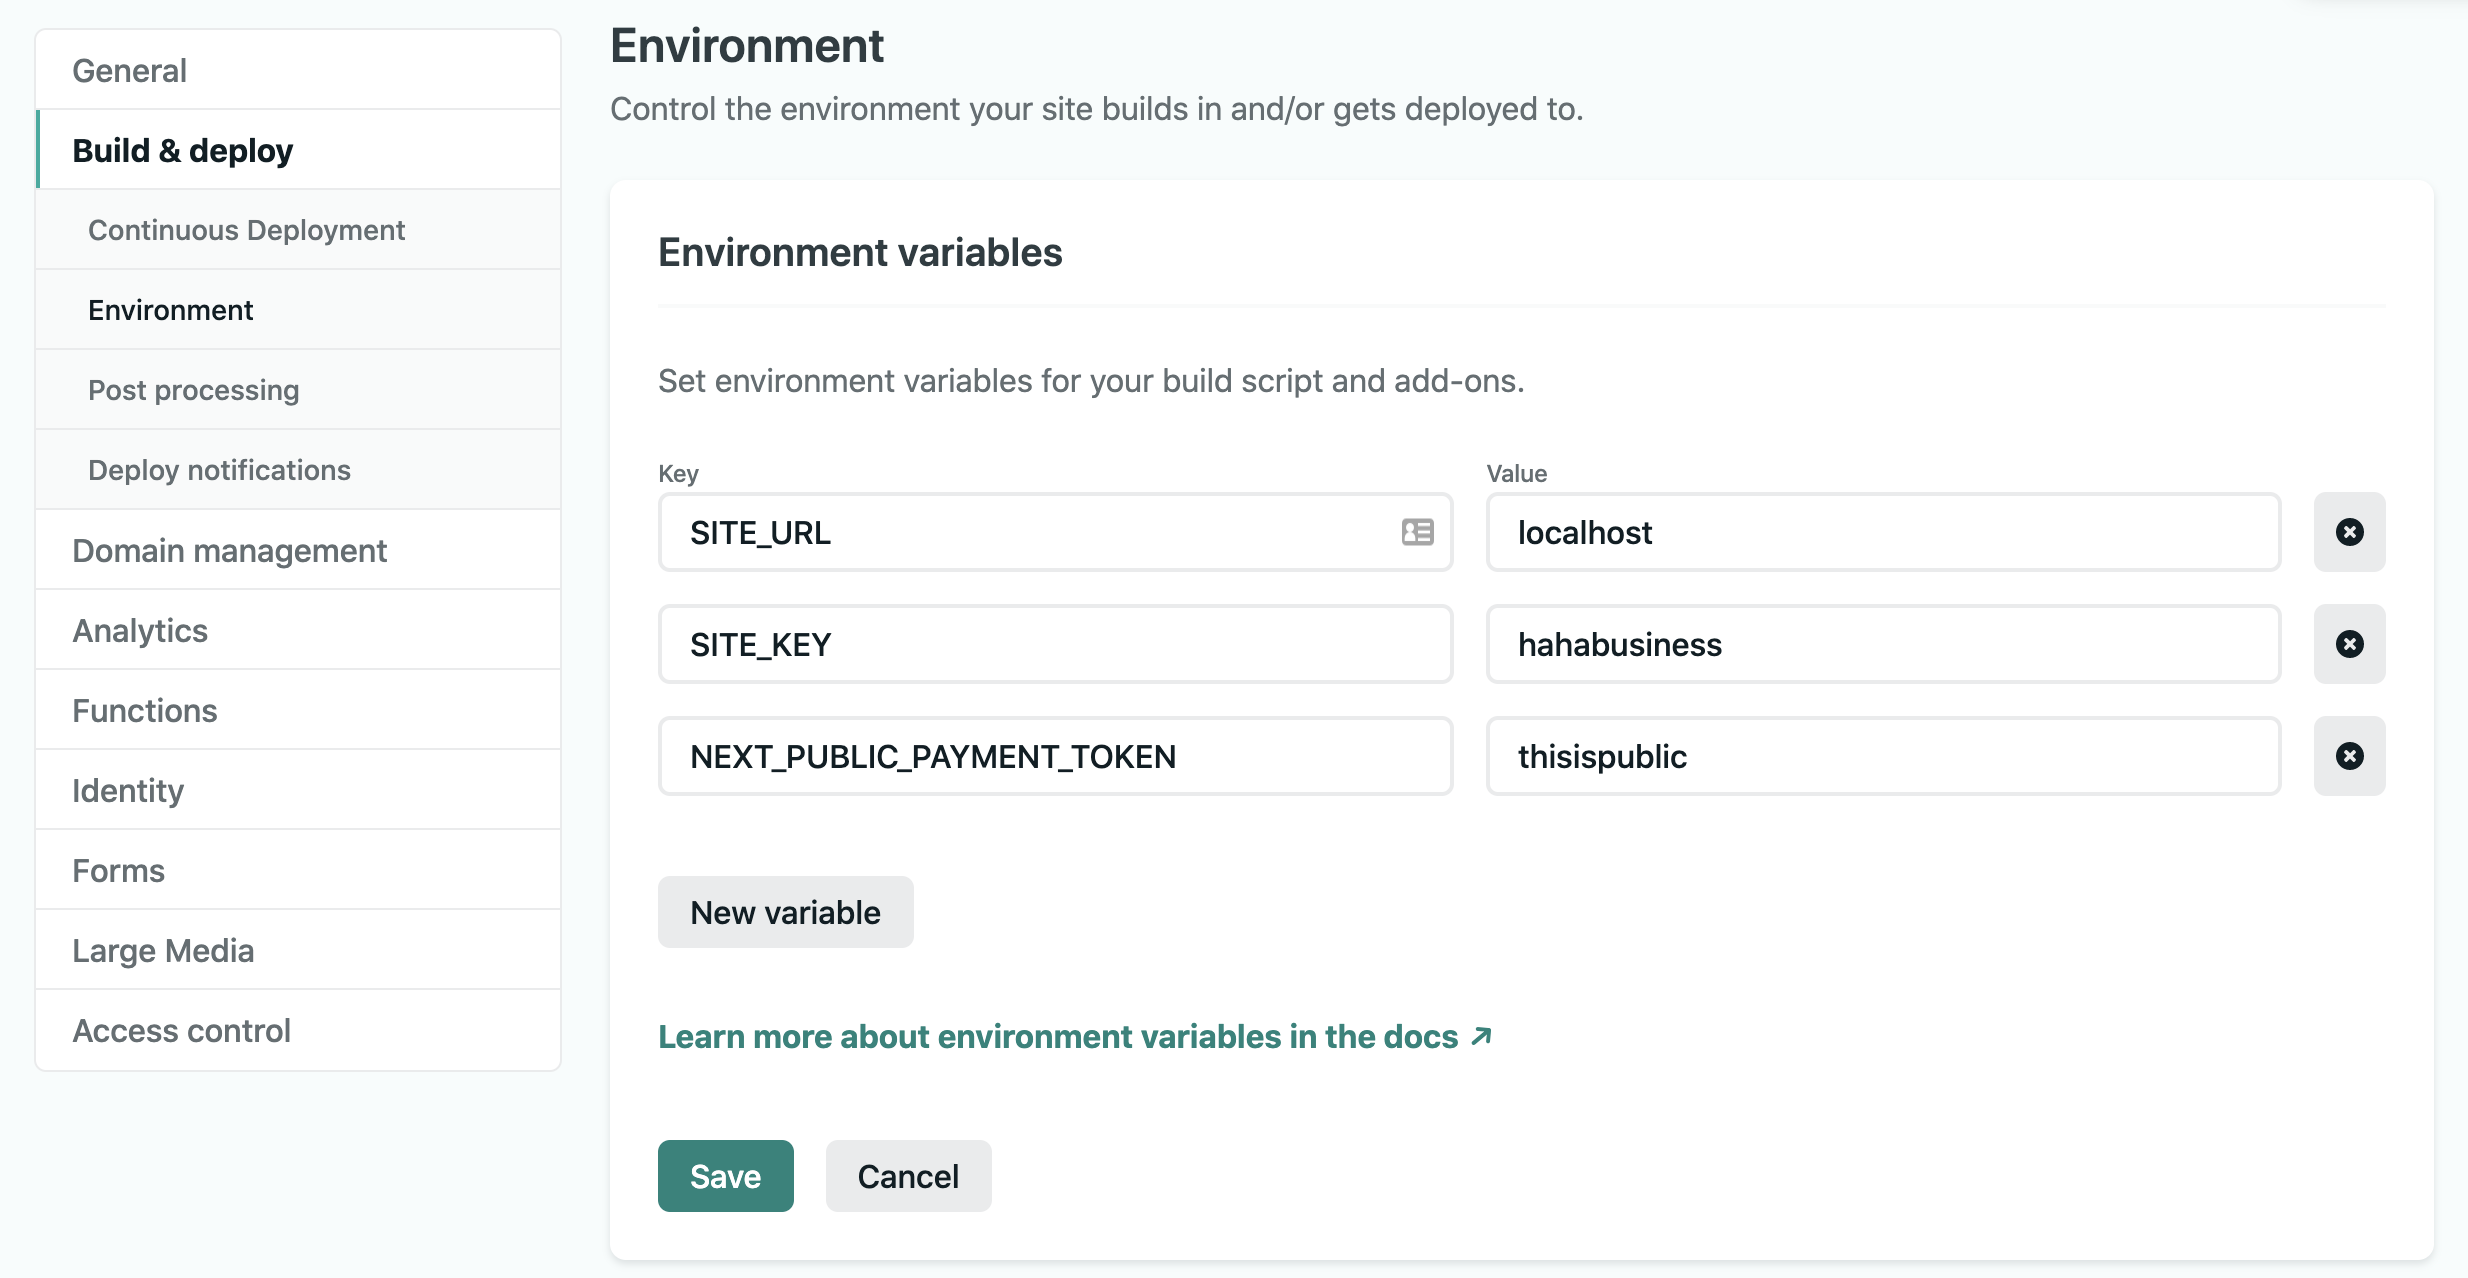 General
Build & deploy
Continuous Deployment
Environment
Post processing
Deploy notifications
Domain management
Analytics
Functions
Identity
Forms
Large Media
Access control
Environment
Control the environment your site builds in and/or gets deployed to.
Environment variables
Set environment variables for your build script and add-ons.
Key Value
SITE_URL localhost
SITE_KEY hahabusiness
NEXT_PUBLIC_PAYMENT_TOKEN thisispublic
New variable
Learn more about environment variables in the docs ↗
Save Cancel